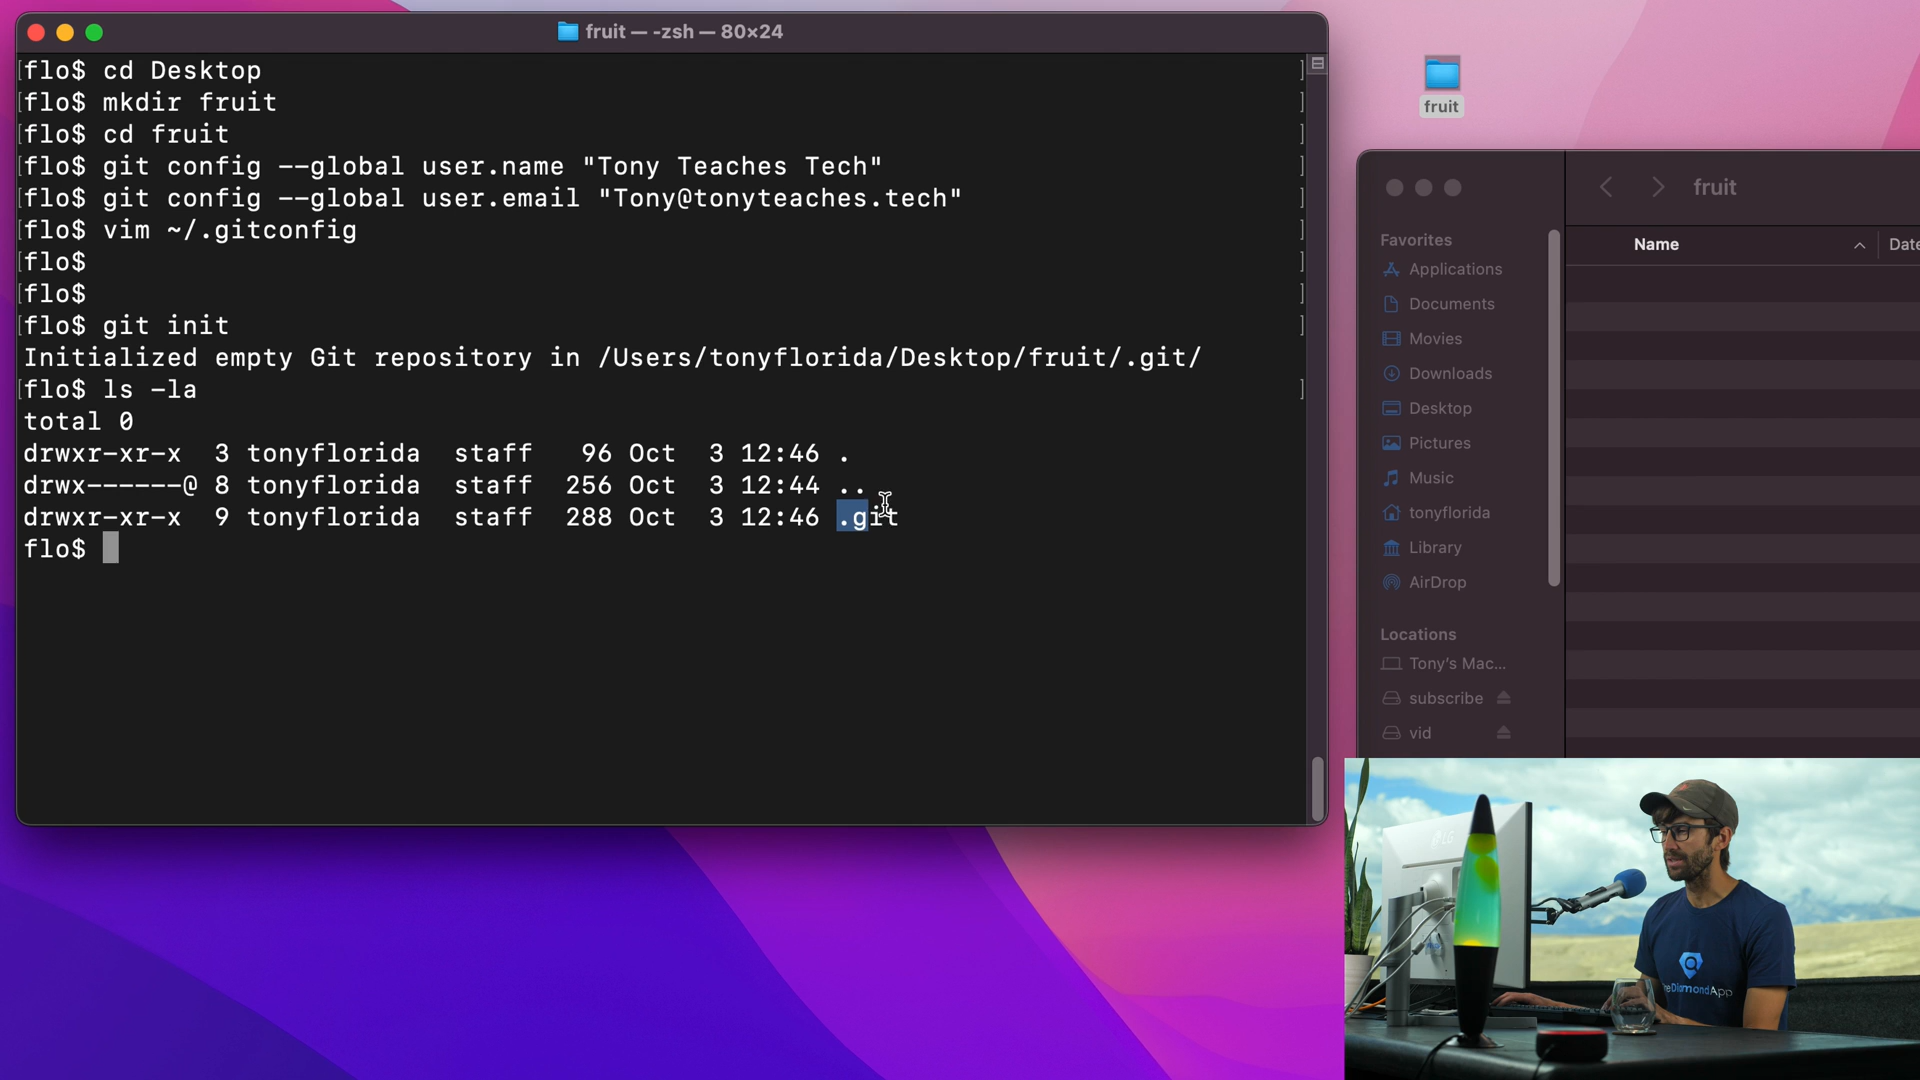 fruit — -zsh — 80×24
flo$ cd Desktop
flo$ mkdir fruit
flo$ cd fruit
flo$ git config --global user.name "Tony Teaches Tech"
flo$ git config --global user.email "Tony@tonyteaches.tech"
flo$ vim ~/.gitconfig
flo$
flo$
flo$ git init
Initialized empty Git repository in /Users/tonyflorida/Desktop/fruit/.git/
flo$ ls -la
total 0
drwxr-xr-x 3 tonyflorida staff 96 Oct 3 12:46 .
drwx------@ 8 tonyflorida staff 256 Oct 3 12:44 ..
drwxr-xr-x 9 tonyflorida staff 288 Oct 3 12:46 .git
flo$
fruit
fruit
Name
Date
Favorites
Applications
Documents
Movies
Downloads
Desktop
Pictures
Music
tonyflorida
Library
AirDrop
Locations
Tony's Mac...
subscribe
vid
LG